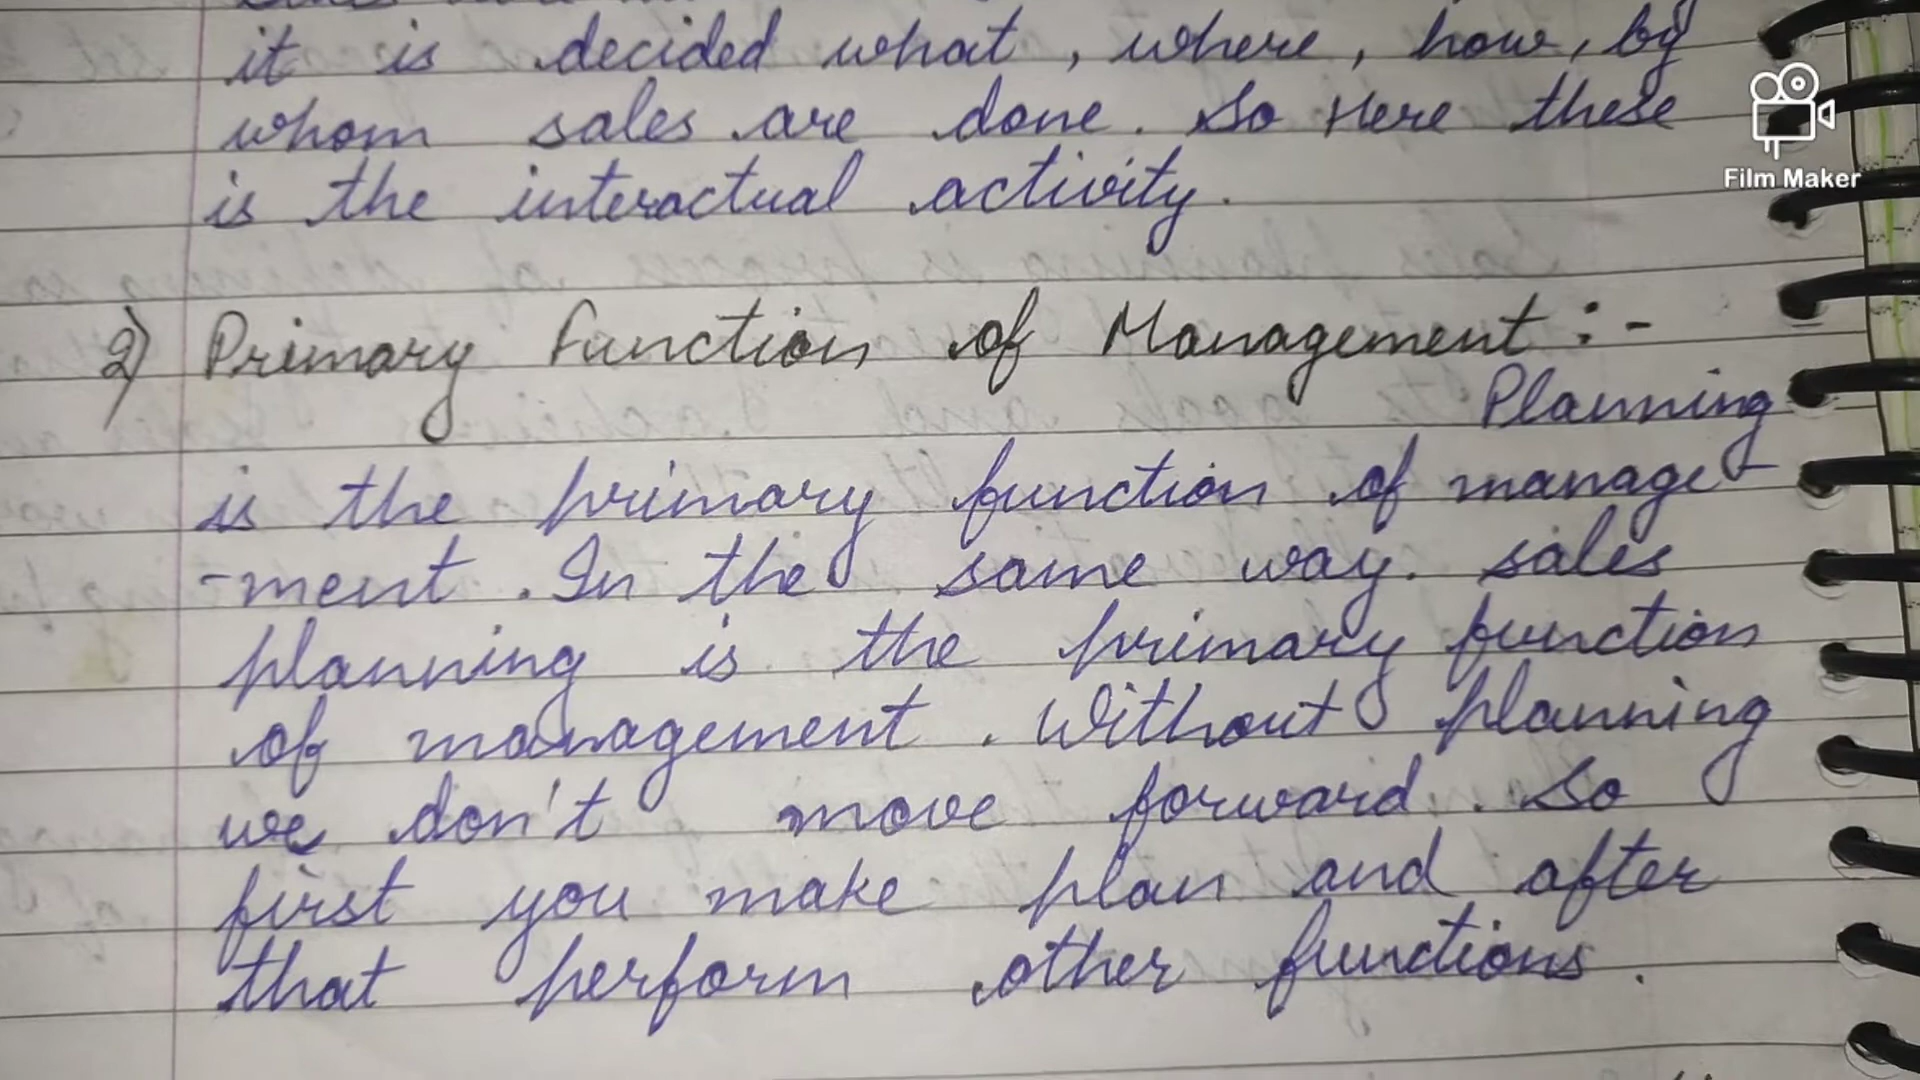 it is decided what, where, how, by
whom sales are done. So Here these
is the interactual activity.
2) Primary Function of Management :-
Planning
is the primary function of manage-
-ment. In the same way. sales
planning is the primary function
of management. Without planning
we don't move forward. So
first you make plan and after
that perform other functions.
Film Maker